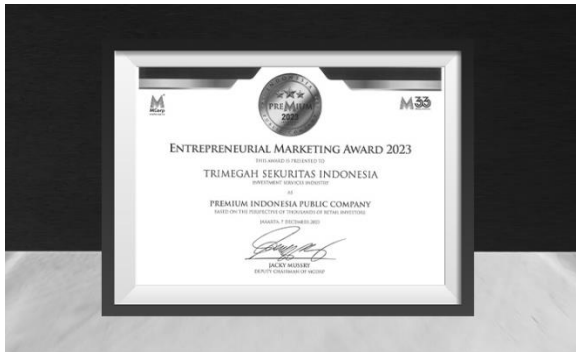 PREMIUM
2023
MCorp
M33
ENTREPRENEURIAL MARKETING AWARD 2023
THIS AWARD IS PRESENTED TO
TRIMEGAH SEKURITAS INDONESIA
INVESTMENT SERVICES INDUSTRY
AS
PREMIUM INDONESIA PUBLIC COMPANY
BASED ON THE PERSPECTIVE OF THOUSANDS OF RETAIL INVESTORS
JAKARTA, 7 DECEMBER 2023
JACKY MUSSRY
DEPUTY CHAIRMAN OF MCORP